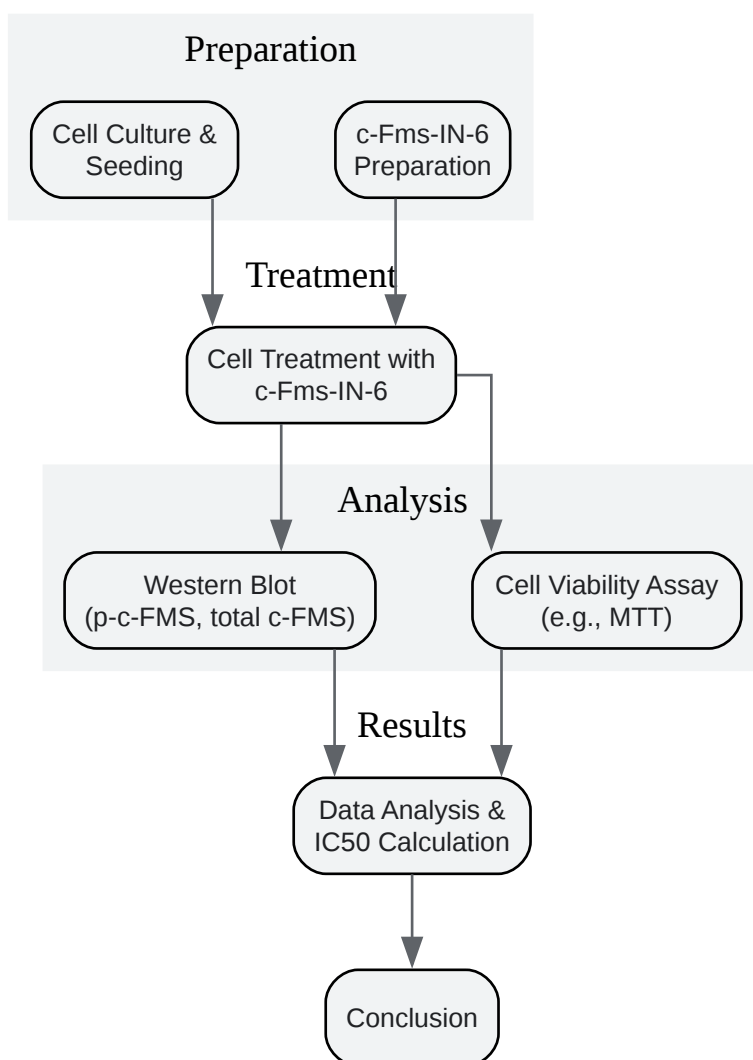 Preparation
Cell Culture &
Seeding
c-Fms-IN-6
Preparation
Treatment
Cell Treatment with
c-Fms-IN-6
Analysis
Western Blot
(p-c-FMS, total c-FMS)
Cell Viability Assay
(e.g., MTT)
Results
Data Analysis &
IC50 Calculation
Conclusion